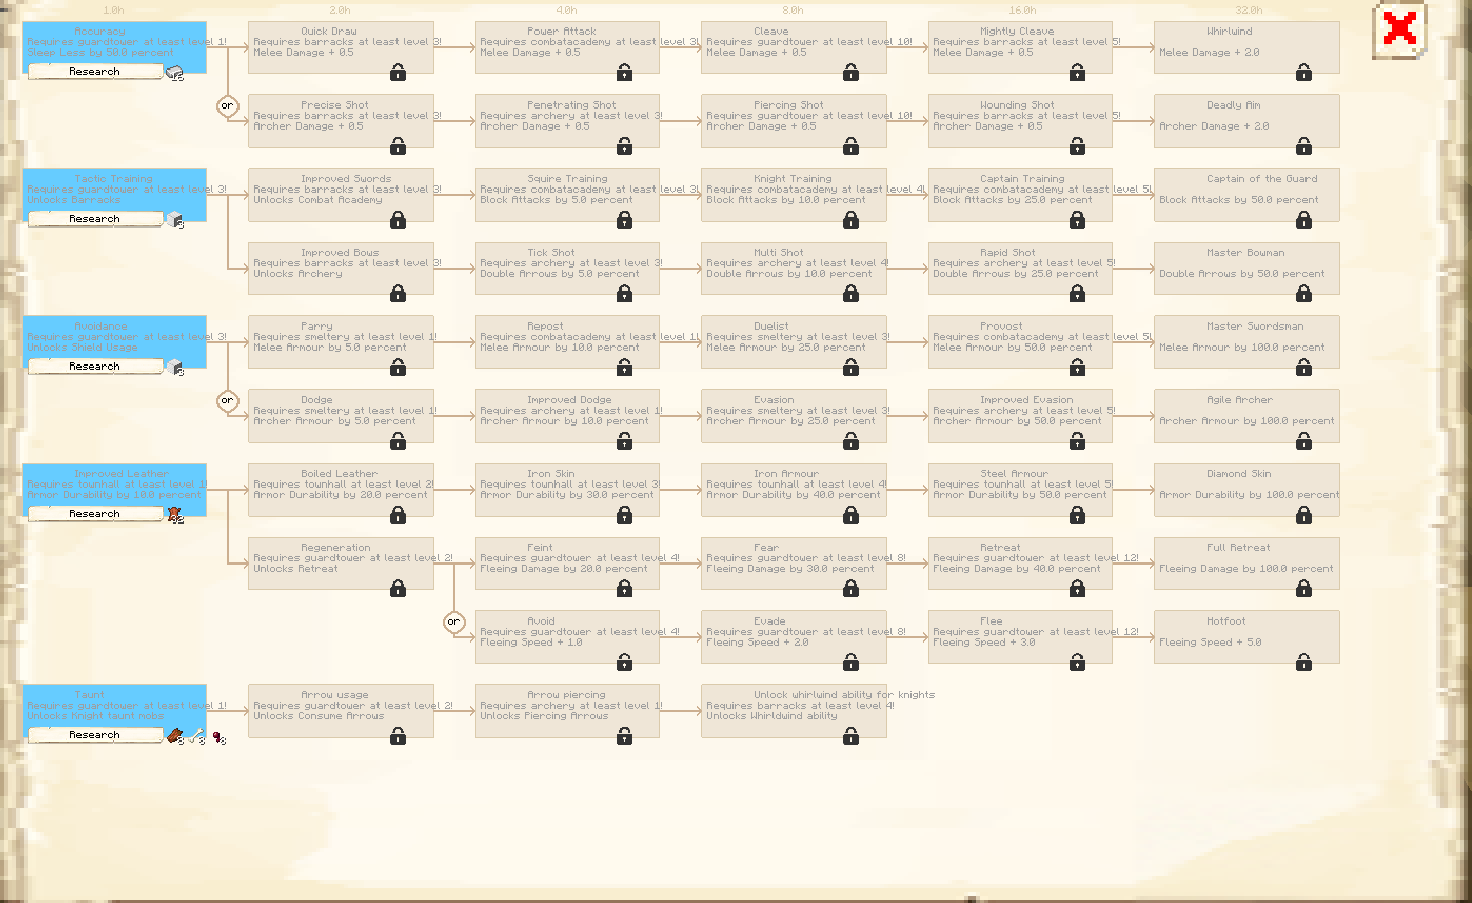 1.0h 2.0h 4.0h 8.0h 16.0h 32.0h
Accuracy
Requires guardtower at least level 1!
Sleep Less by 50.0 percent
Research
Quick Draw
Requires barracks at least level 3!
Melee Damage + 0.5
Power Attack
Requires combatacademy at least level 3!
Melee Damage + 0.5
Cleave
Requires guardtower at least level 10!
Melee Damage + 0.5
Mightly Cleave
Requires barracks at least level 5!
Melee Damage + 0.5
Whirlwind
Melee Damage + 2.0
or
Precise Shot
Requires barracks at least level 3!
Archer Damage + 0.5
Penetrating Shot
Requires archery at least level 3!
Archer Damage + 0.5
Piercing Shot
Requires guardtower at least level 10!
Archer Damage + 0.5
Wounding Shot
Requires barracks at least level 5!
Archer Damage + 0.5
Deadly Aim
Archer Damage + 2.0
Tactic Training
Requires guardtower at least level 3!
Unlocks Barracks
Research
3
Improved Swords
Requires barracks at least level 3!
Unlocks Combat Academy
Squire Training
Requires combatacademy at least level 3!
Block Attacks by 5.0 percent
Knight Training
Requires combatacademy at least level 4!
Block Attacks by 10.0 percent
Captain Training
Requires combatacademy at least level 5!
Block Attacks by 25.0 percent
Captain of the Guard
Block Attacks by 50.0 percent
Improved Bows
Requires barracks at least level 3!
Unlocks Archery
Tick Shot
Requires archery at least level 3!
Double Arrows by 5.0 percent
Multi Shot
Requires archery at least level 4!
Double Arrows by 10.0 percent
Rapid Shot
Requires archery at least level 5!
Double Arrows by 25.0 percent
Master Bowman
Double Arrows by 50.0 percent
Avoidance
Requires guardtower at least level 3!
Unlocks Shield Usage
Research
3
Parry
Requires smeltery at least level 1!
Melee Armour by 5.0 percent
Repost
Requires combatacademy at least level 1!
Melee Armour by 10.0 percent
Duelist
Requires smeltery at least level 3!
Melee Armour by 25.0 percent
Provost
Requires combatacademy at least level 5!
Melee Armour by 50.0 percent
Master Swordsman
Melee Armour by 100.0 percent
or
Dodge
Requires smeltery at least level 1!
Archer Armour by 5.0 percent
Improved Dodge
Requires archery at least level 1!
Archer Armour by 10.0 percent
Evasion
Requires smeltery at least level 3!
Archer Armour by 25.0 percent
Improved Evasion
Requires archery at least level 5!
Archer Armour by 50.0 percent
Agile Archer
Archer Armour by 100.0 percent
Improved Leather
Requires townhall at least level 1!
Armor Durability by 10.0 percent
Research
Boiled Leather
Requires townhall at least level 2!
Armor Durability by 20.0 percent
Iron Skin
Requires townhall at least level 3!
Armor Durability by 30.0 percent
Iron Armour
Requires townhall at least level 4!
Armor Durability by 40.0 percent
Steel Armour
Requires townhall at least level 5!
Armor Durability by 50.0 percent
Diamond Skin
Armor Durability by 100.0 percent
Regeneration
Requires guardtower at least level 2!
Unlocks Retreat
Feint
Requires guardtower at least level 4!
Fleeing Damage by 20.0 percent
Fear
Requires guardtower at least level 8!
Fleeing Damage by 30.0 percent
Retreat
Requires guardtower at least level 12!
Fleeing Damage by 40.0 percent
Full Retreat
Fleeing Damage by 100.0 percent
or
Avoid
Requires guardtower at least level 4!
Fleeing Speed + 1.0
Evade
Requires guardtower at least level 8!
Fleeing Speed + 2.0
Flee
Requires guardtower at least level 12!
Fleeing Speed + 3.0
Hotfoot
Fleeing Speed + 5.0
Taunt
Requires guardtower at least level 1!
Unlocks Knight taunt mobs
Research
8 8 8
Arrow usage
Requires guardtower at least level 2!
Unlocks Consume Arrows
Arrow piercing
Requires archery at least level 1!
Unlocks Piercing Arrows
Unlock whirlwind ability for knights
Requires barracks at least level 4!
Unlocks Whirldwind ability